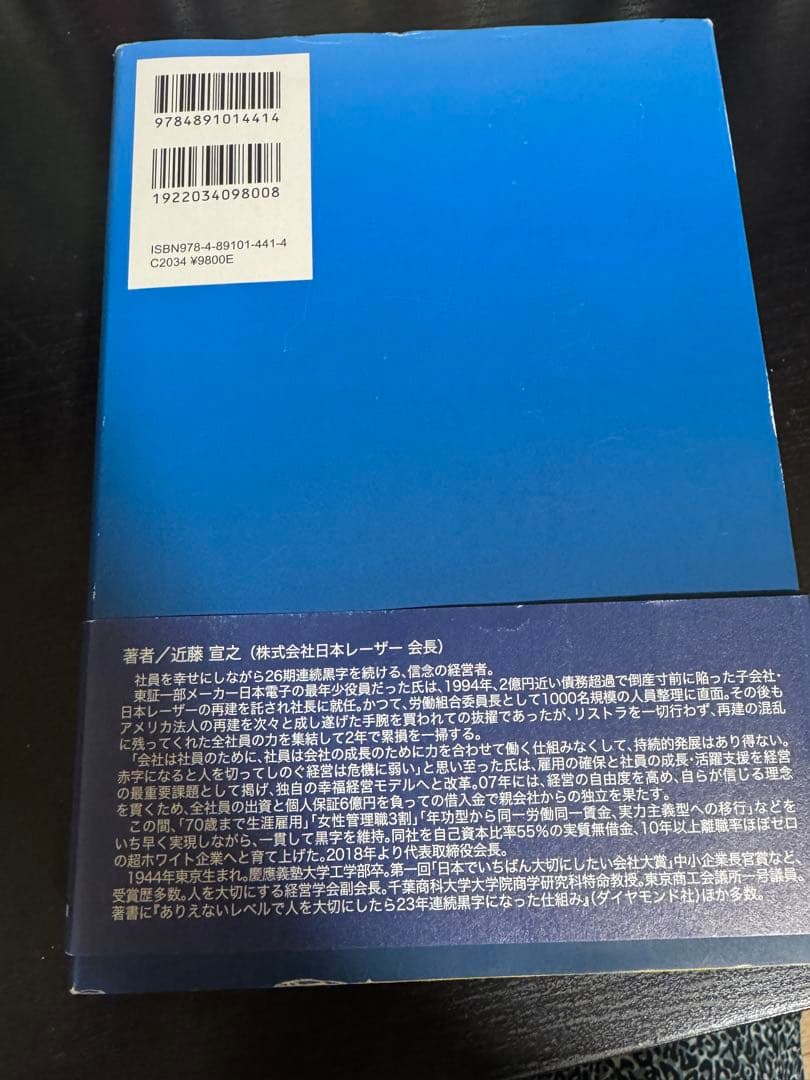 9784891014414
1922034098008
ISBN978-4-89101-441-4
C2034 ¥9800E
著者／近藤 宣之（株式会社日本レーザー 会長）
社員を幸せにしながら26期連続黒字を続ける、信念の経営者。
東証一部メーカー日本電子の最年少役員だった氏は、1994年、2億円近い債務超過で倒産寸前に陥った子会社・
日本レーザーの再建を託され社長に就任。かつて、労働組合委員長として1000名規模の人員整理に直面。その後も
アメリカ法人の再建を次々と成し遂げた手腕を買われての抜擢であったが、リストラを一切行わず、再建の混乱
に残ってくれた全社員の力を集結して2年で累損を一掃する。
「会社は社員のために、社員は会社の成長のために力を合わせて働く仕組みなくして、持続的発展はあり得ない。
赤字になると人を切ってしのぐ経営は危機に弱い」と思い至った氏は、雇用の確保と社員の成長・活躍支援を経営
の最重要課題として掲げ、独自の幸福経営モデルへと改革。07年には、経営の自由度を高め、自らが信じる理念
を貫くため、全社員の出資と個人保証6億円を負っての借入金で親会社からの独立を果たす。
この間、「70歳まで生涯雇用」「女性管理職3割」「年功型から同一労働同一賃金、実力主義型への移行」などを
いち早く実現しながら、一貫して黒字を維持。同社を自己資本比率55％の実質無借金、10年以上離職率ほぼゼロ
の超ホワイト企業へと育て上げた。2018年より代表取締役会長。
1944年東京生まれ。慶應義塾大学工学部卒。第一回「日本でいちばん大切にしたい会社大賞」中小企業長官賞など、
受賞歴多数。人を大切にする経営学会副会長。千葉商科大学大学院商学研究科特命教授。東京商工会議所一号議員。
著書に『ありえないレベルで人を大切にしたら23年連続黒字になった仕組み』（ダイヤモンド社）ほか多数。